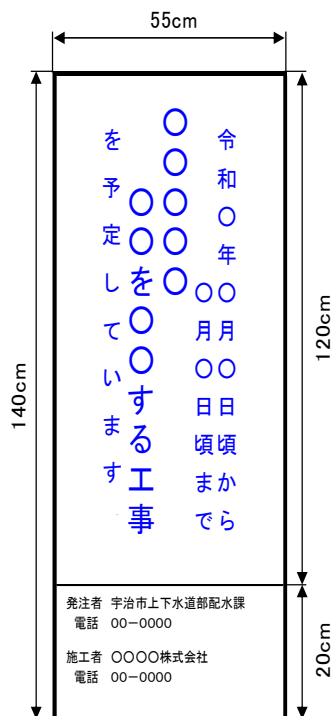 55cm
140cm
120cm
20cm
令和〇年〇月〇日頃から
〇月〇日頃まで
〇〇〇〇〇
〇〇を〇〇する工事
を予定しています
発注者 宇治市上下水道部配水課
電話 00-0000
施工者 〇〇〇〇株式会社
電話 00-0000